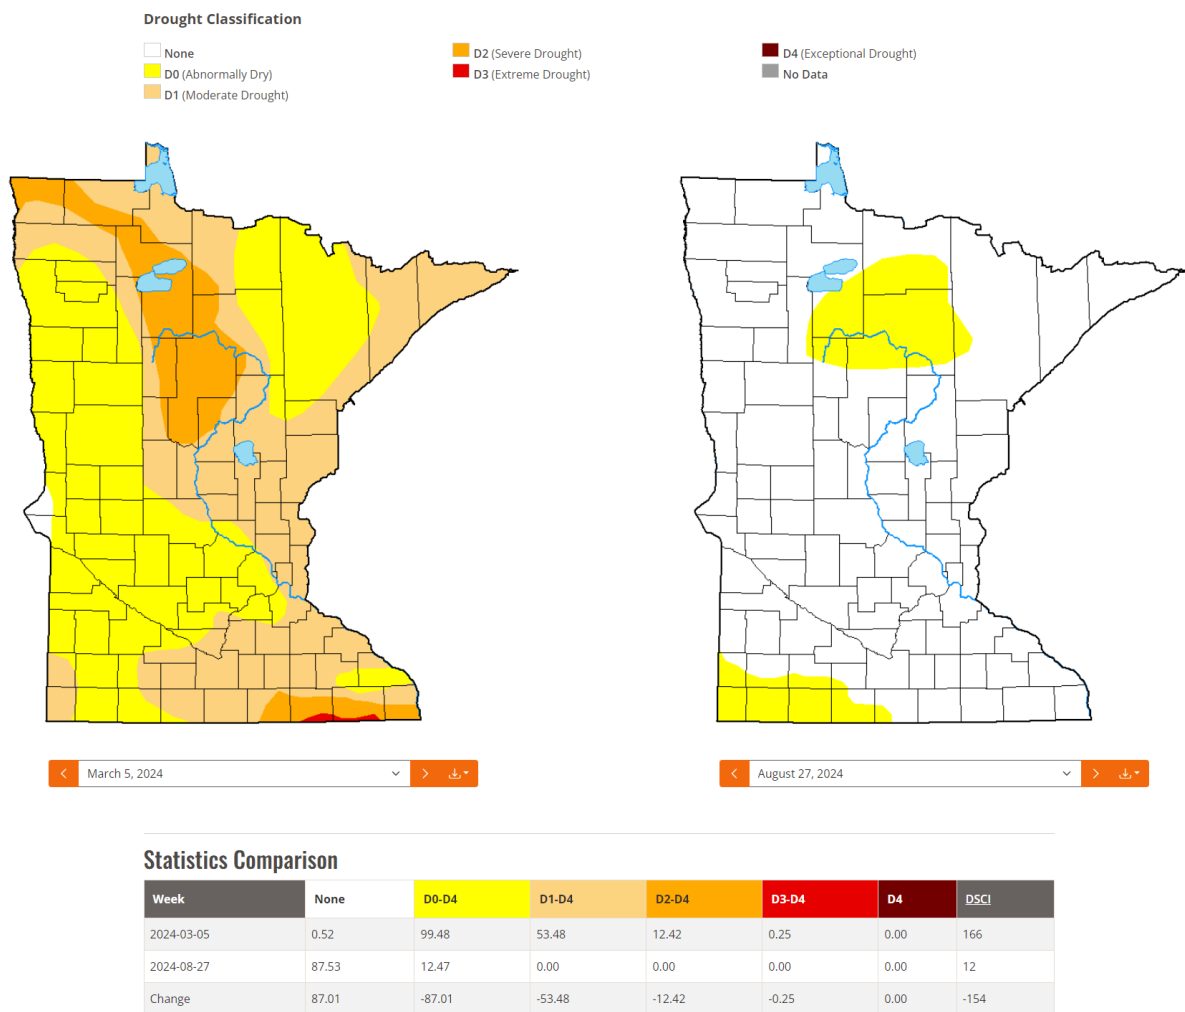 Drought Classification
None
D0 (Abnormally Dry)
D1 (Moderate Drought)
D2 (Severe Drought)
D3 (Extreme Drought)
D4 (Exceptional Drought)
No Data
March 5, 2024
August 27, 2024
Statistics Comparison
Week None D0-D4 D1-D4 D2-D4 D3-D4 D4 DSCI
2024-03-05 0.52 99.48 53.48 12.42 0.25 0.00 166
2024-08-27 87.53 12.47 0.00 0.00 0.00 0.00 12
Change 87.01 -87.01 -53.48 -12.42 -0.25 0.00 -154